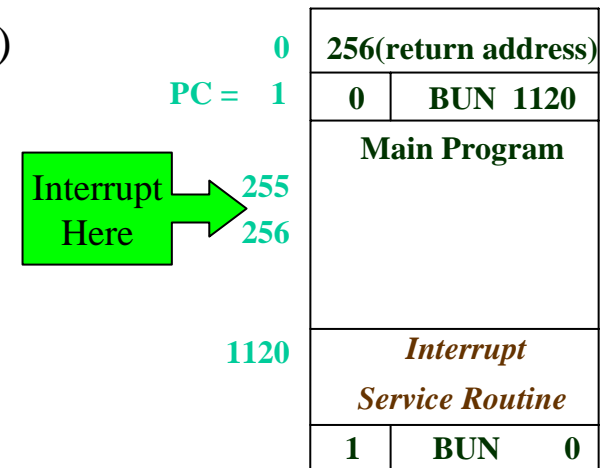 )
0 256(return address)
PC = 1 0 BUN 1120
Main Program
Interrupt
Here
255
256
1120 Interrupt
Service Routine
1 BUN 0